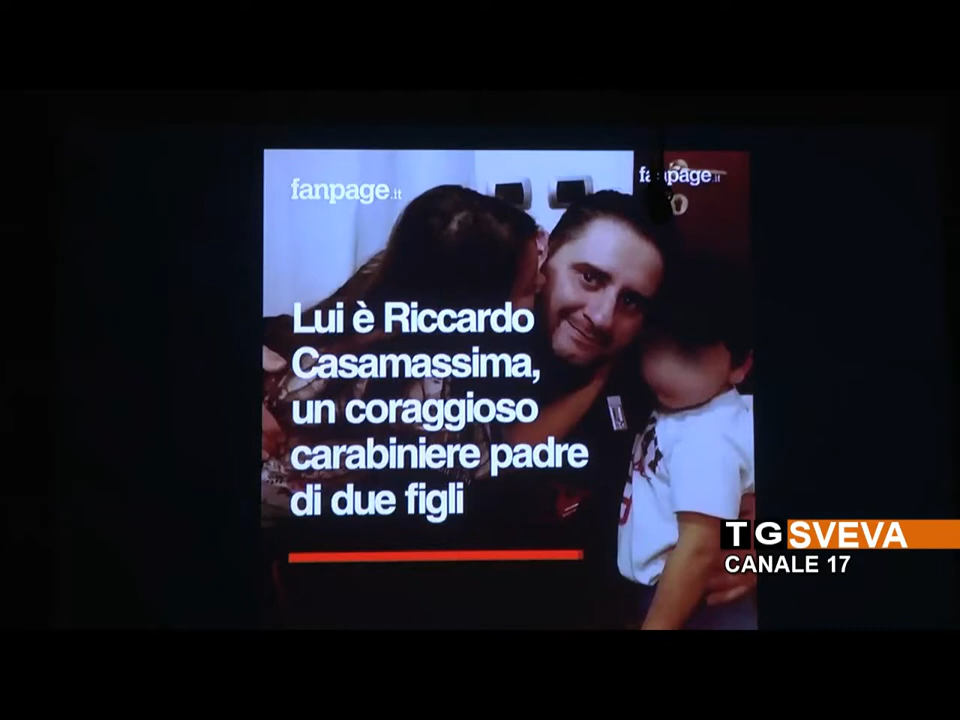 fanpage.it
fanpage.it
Lui è Riccardo
Casamassima,
un coraggioso
carabiniere padre
di due figli
TG SVEVA
CANALE 17